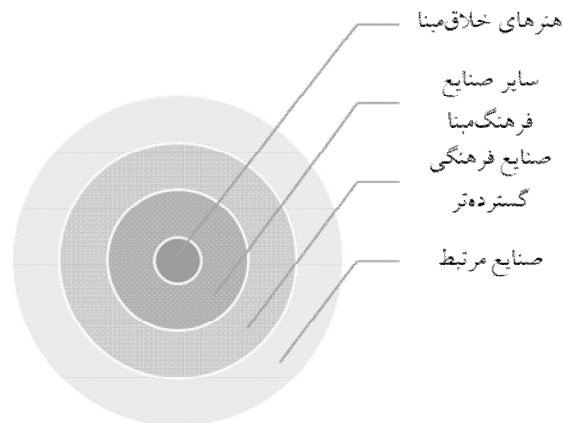 هنرهای خلاق‌مبنا
سایر صنایع
فرهنگ‌مبنا
صنایع فرهنگی
گسترده‌تر
صنایع مرتبط